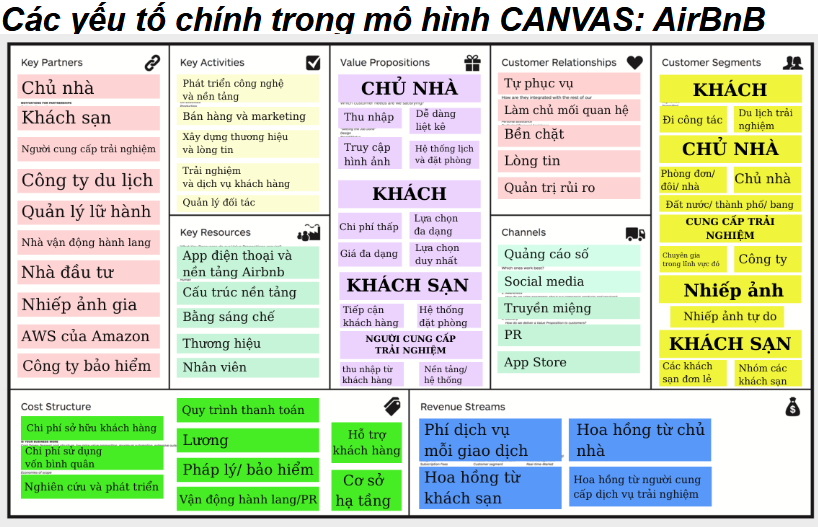 Các yếu tố chính trong mô hình CANVAS: AirBnB
Key Partners
Chủ nhà
Khách sạn
Người cung cấp trải nghiệm
Công ty du lịch
Quản lý lữ hành
Nhà vận động hành lang
Nhà đầu tư
Nhiếp ảnh gia
AWS của Amazon
Công ty bảo hiểm
Key Activities
Phát triển công nghệ
và nền tảng
Bán hàng và marketing
Xây dựng thương hiệu
và lòng tin
Trải nghiệm
và dịch vụ khách hàng
Quản lý đối tác
Key Resources
App điện thoại và
nền tảng Airbnb
Cấu trúc nền tảng
Bằng sáng chế
Thương hiệu
Nhân viên
Value Propositions
CHỦ NHÀ
Thu nhập
Dễ dàng
liệt kê
Truy cập
hình ảnh
Hệ thống lịch
và đặt phòng
KHÁCH
Chi phí thấp
Lựa chọn
đa dạng
Giá đa dạng
Lựa chọn
duy nhất
KHÁCH SẠN
Tiếp cận
khách hàng
Hệ thống
đặt phòng
NGƯỜI CUNG CẤP
TRẢI NGHIỆM
thu nhập từ
khách hàng
Nền tảng/
hệ thống
Customer Relationships
Tự phục vụ
How are they integrated with the rest of our
Làm chủ mối quan hệ
Bền chặt
Lòng tin
Quản trị rủi ro
Channels
Quảng cáo số
Social media
Truyền miệng
PR
App Store
Customer Segments
KHÁCH
Đi công tác
Du lịch trải
nghiệm
CHỦ NHÀ
Phòng đơn/
đôi/ nhà
Chủ nhà
Đất nước/ thành phố/ bang
CUNG CẤP TRẢI
NGHIỆM
Chuyên gia
trong lĩnh vực đó
Công ty
Nhiếp ảnh
Nhiếp ảnh tự do
KHÁCH SẠN
Các khách
sạn đơn lẻ
Nhóm các
khách sạn
Cost Structure
Chi phí sở hữu khách hàng
Chi phí sử dụng
vốn bình quân
Nghiên cứu và phát triển
Quy trình thanh toán
Lương
Pháp lý/ bảo hiểm
Vận động hành lang/PR
Hỗ trợ
khách hàng
Cơ sở
hạ tầng
Revenue Streams
Phí dịch vụ
mỗi giao dịch
Hoa hồng từ chủ
nhà
Hoa hồng từ
khách sạn
Hoa hồng từ người cung
cấp dịch vụ trải nghiệm